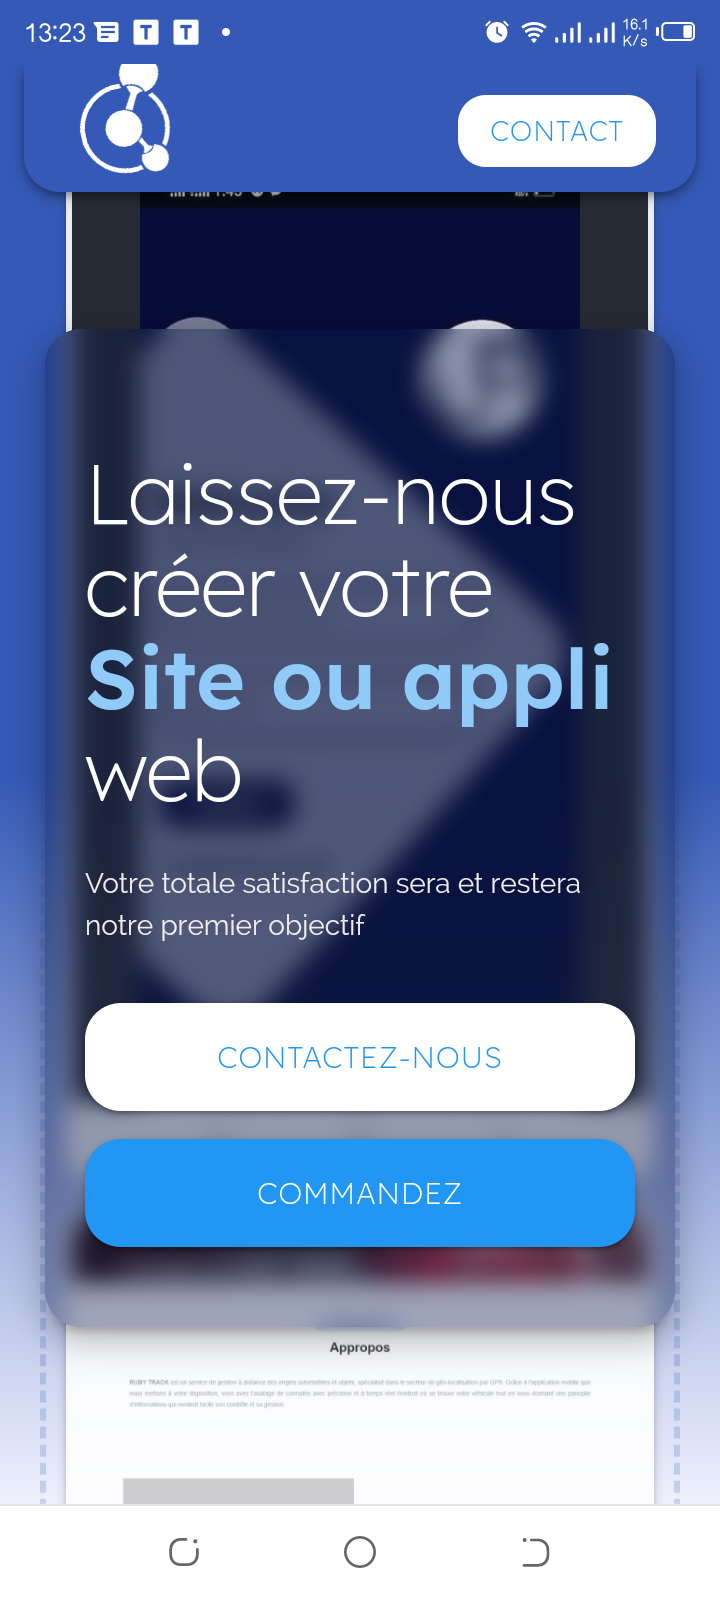 13:23
16.1
K/s
CONTACT
Laissez-nous
créer votre
Site ou appli
web
Votre totale satisfaction sera et restera
notre premier objectif
CONTACTEZ-NOUS
COMMANDEZ
Appropos
RUBY TRACK est un service de gestion à distance des engins automobiles et objets, spécialisé dans le secteur de géo-localisation par GPS. Grâce à l'application mobile que
nous mettons à votre disposition, vous avez l'avatage de connaitre avec précision et à temps réel l'endroit où se trouve votre véhicule tout en vous donnant une panoplie
d'informations qui rendent facile son contrôle et sa gestion